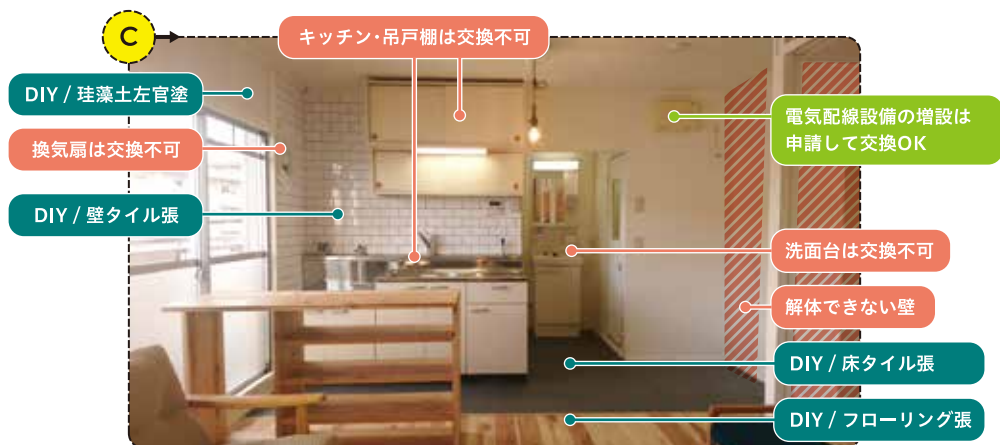 C
キッチン・吊戸棚は交換不可
DIY / 珪藻土左官塗
換気扇は交換不可
DIY / 壁タイル張
電気配線設備の増設は
申請して交換OK
洗面台は交換不可
解体できない壁
DIY / 床タイル張
DIY / フローリング張